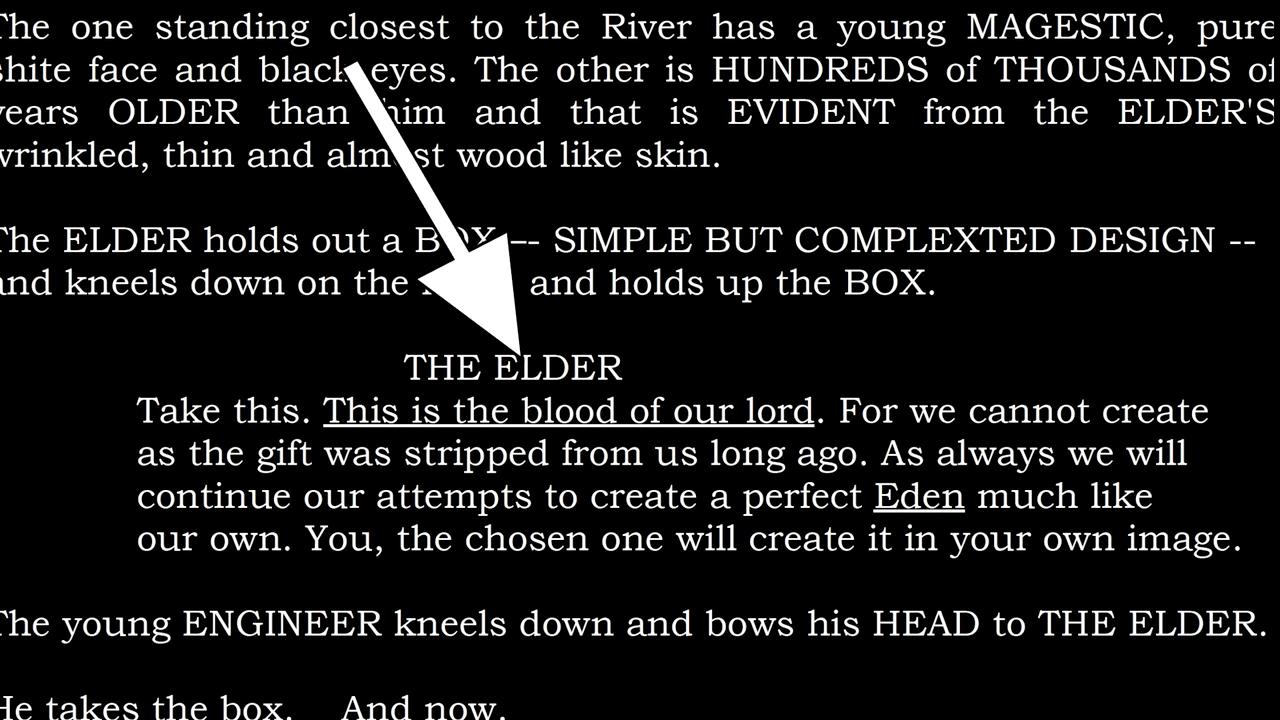 The one standing closest to the River has a young MAGESTIC, pure
shite face and black eyes. The other is HUNDREDS of THOUSANDS of
years OLDER than him and that is EVIDENT from the ELDER'S
wrinkled, thin and almost wood like skin.
The ELDER holds out a BOX -- SIMPLE BUT COMPLEXTED DESIGN --
and kneels down on the and holds up the BOX.
THE ELDER
Take this. This is the blood of our lord. For we cannot create
as the gift was stripped from us long ago. As always we will
continue our attempts to create a perfect Eden much like
our own. You, the chosen one will create it in your own image.
The young ENGINEER kneels down and bows his HEAD to THE ELDER.
He takes the box. And now.